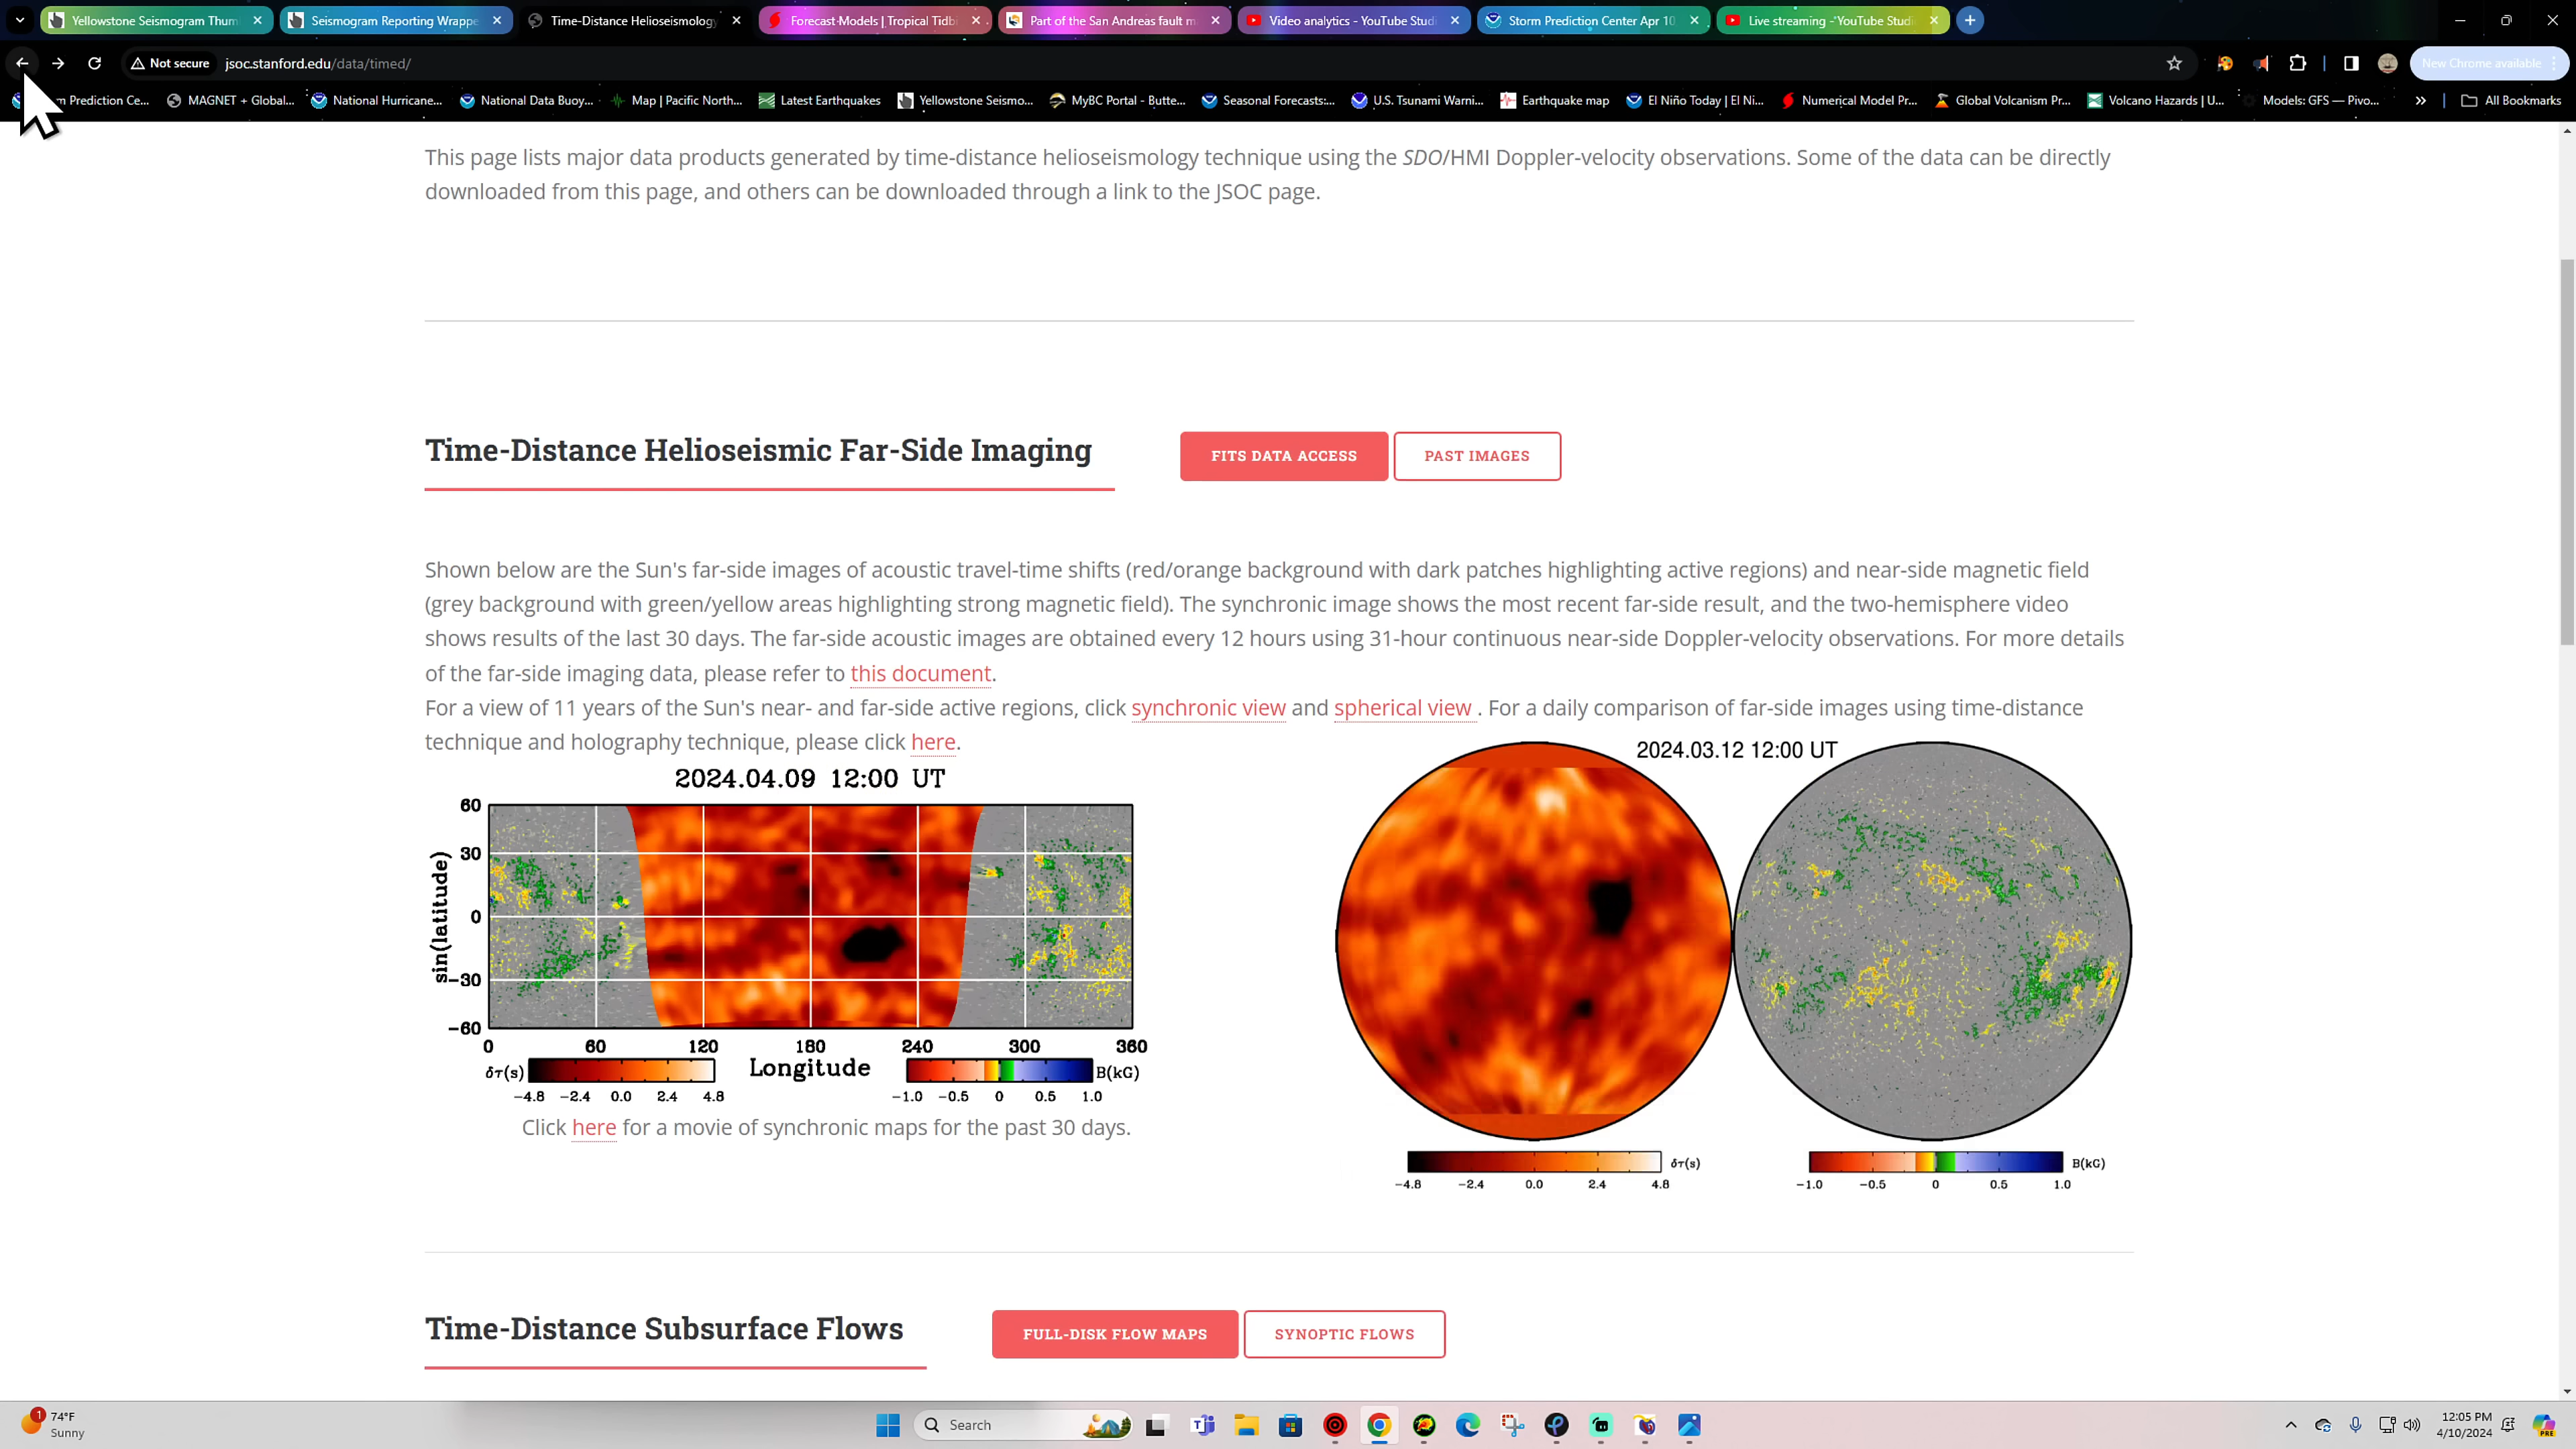 Yellowstone Seismogram Thum
Seismogram Reporting Wrappe
Time-Distance Helioseismology
Forecast Models | Tropical Tidbi
Part of the San Andreas fault m
Video analytics - YouTube Studi
Storm Prediction Center Apr 10
Live streaming - YouTube Studi
Not secure
jsoc.stanford.edu/data/timed/
New Chrome available
m Prediction Ce...
MAGNET + Global...
National Hurricane...
National Data Buoy...
Map | Pacific North...
Latest Earthquakes
Yellowstone Seismo...
MyBC Portal - Butte...
Seasonal Forecasts:...
U.S. Tsunami Warni...
Earthquake map
El Niño Today | El Ni...
Numerical Model Pr...
Global Volcanism Pr...
Volcano Hazards | U...
Models: GFS — Pivo...
»
All Bookmarks
This page lists major data products generated by time-distance helioseismology technique using the SDO/HMI Doppler-velocity observations. Some of the data can be directly
downloaded from this page, and others can be downloaded through a link to the JSOC page.
Time-Distance Helioseismic Far-Side Imaging
FITS DATA ACCESS
PAST IMAGES
Shown below are the Sun's far-side images of acoustic travel-time shifts (red/orange background with dark patches highlighting active regions) and near-side magnetic field
(grey background with green/yellow areas highlighting strong magnetic field). The synchronic image shows the most recent far-side result, and the two-hemisphere video
shows results of the last 30 days. The far-side acoustic images are obtained every 12 hours using 31-hour continuous near-side Doppler-velocity observations. For more details
of the far-side imaging data, please refer to this document.
For a view of 11 years of the Sun's near- and far-side active regions, click synchronic view and spherical view . For a daily comparison of far-side images using time-distance
technique and holography technique, please click here.
2024.04.09 12:00 UT
sin(latitude)
60
30
0
−30
−60
0 60 120 180 240 300 360
Longitude
δτ(s)
−4.8 −2.4 0.0 2.4 4.8
B(kG)
−1.0 −0.5 0 0.5 1.0
Click here for a movie of synchronic maps for the past 30 days.
2024.03.12 12:00 UT
δτ(s)
−4.8 −2.4 0.0 2.4 4.8
B(kG)
−1.0 −0.5 0 0.5 1.0
Time-Distance Subsurface Flows
FULL-DISK FLOW MAPS
SYNOPTIC FLOWS
1
74°F
Sunny
Search
PRE
12:05 PM
4/10/2024